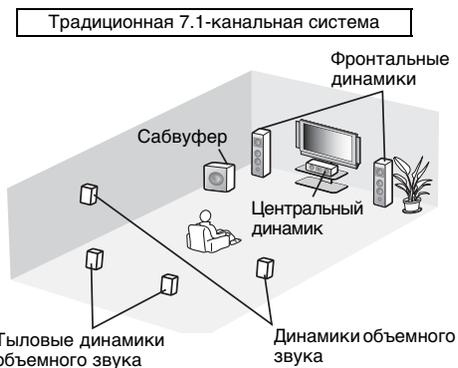 Традиционная 7.1-канальная система
Фронтальные
динамики
Сабвуфер
Центральный
динамик
Тыловые динамики
объемного звука
Динамики объемного
звука